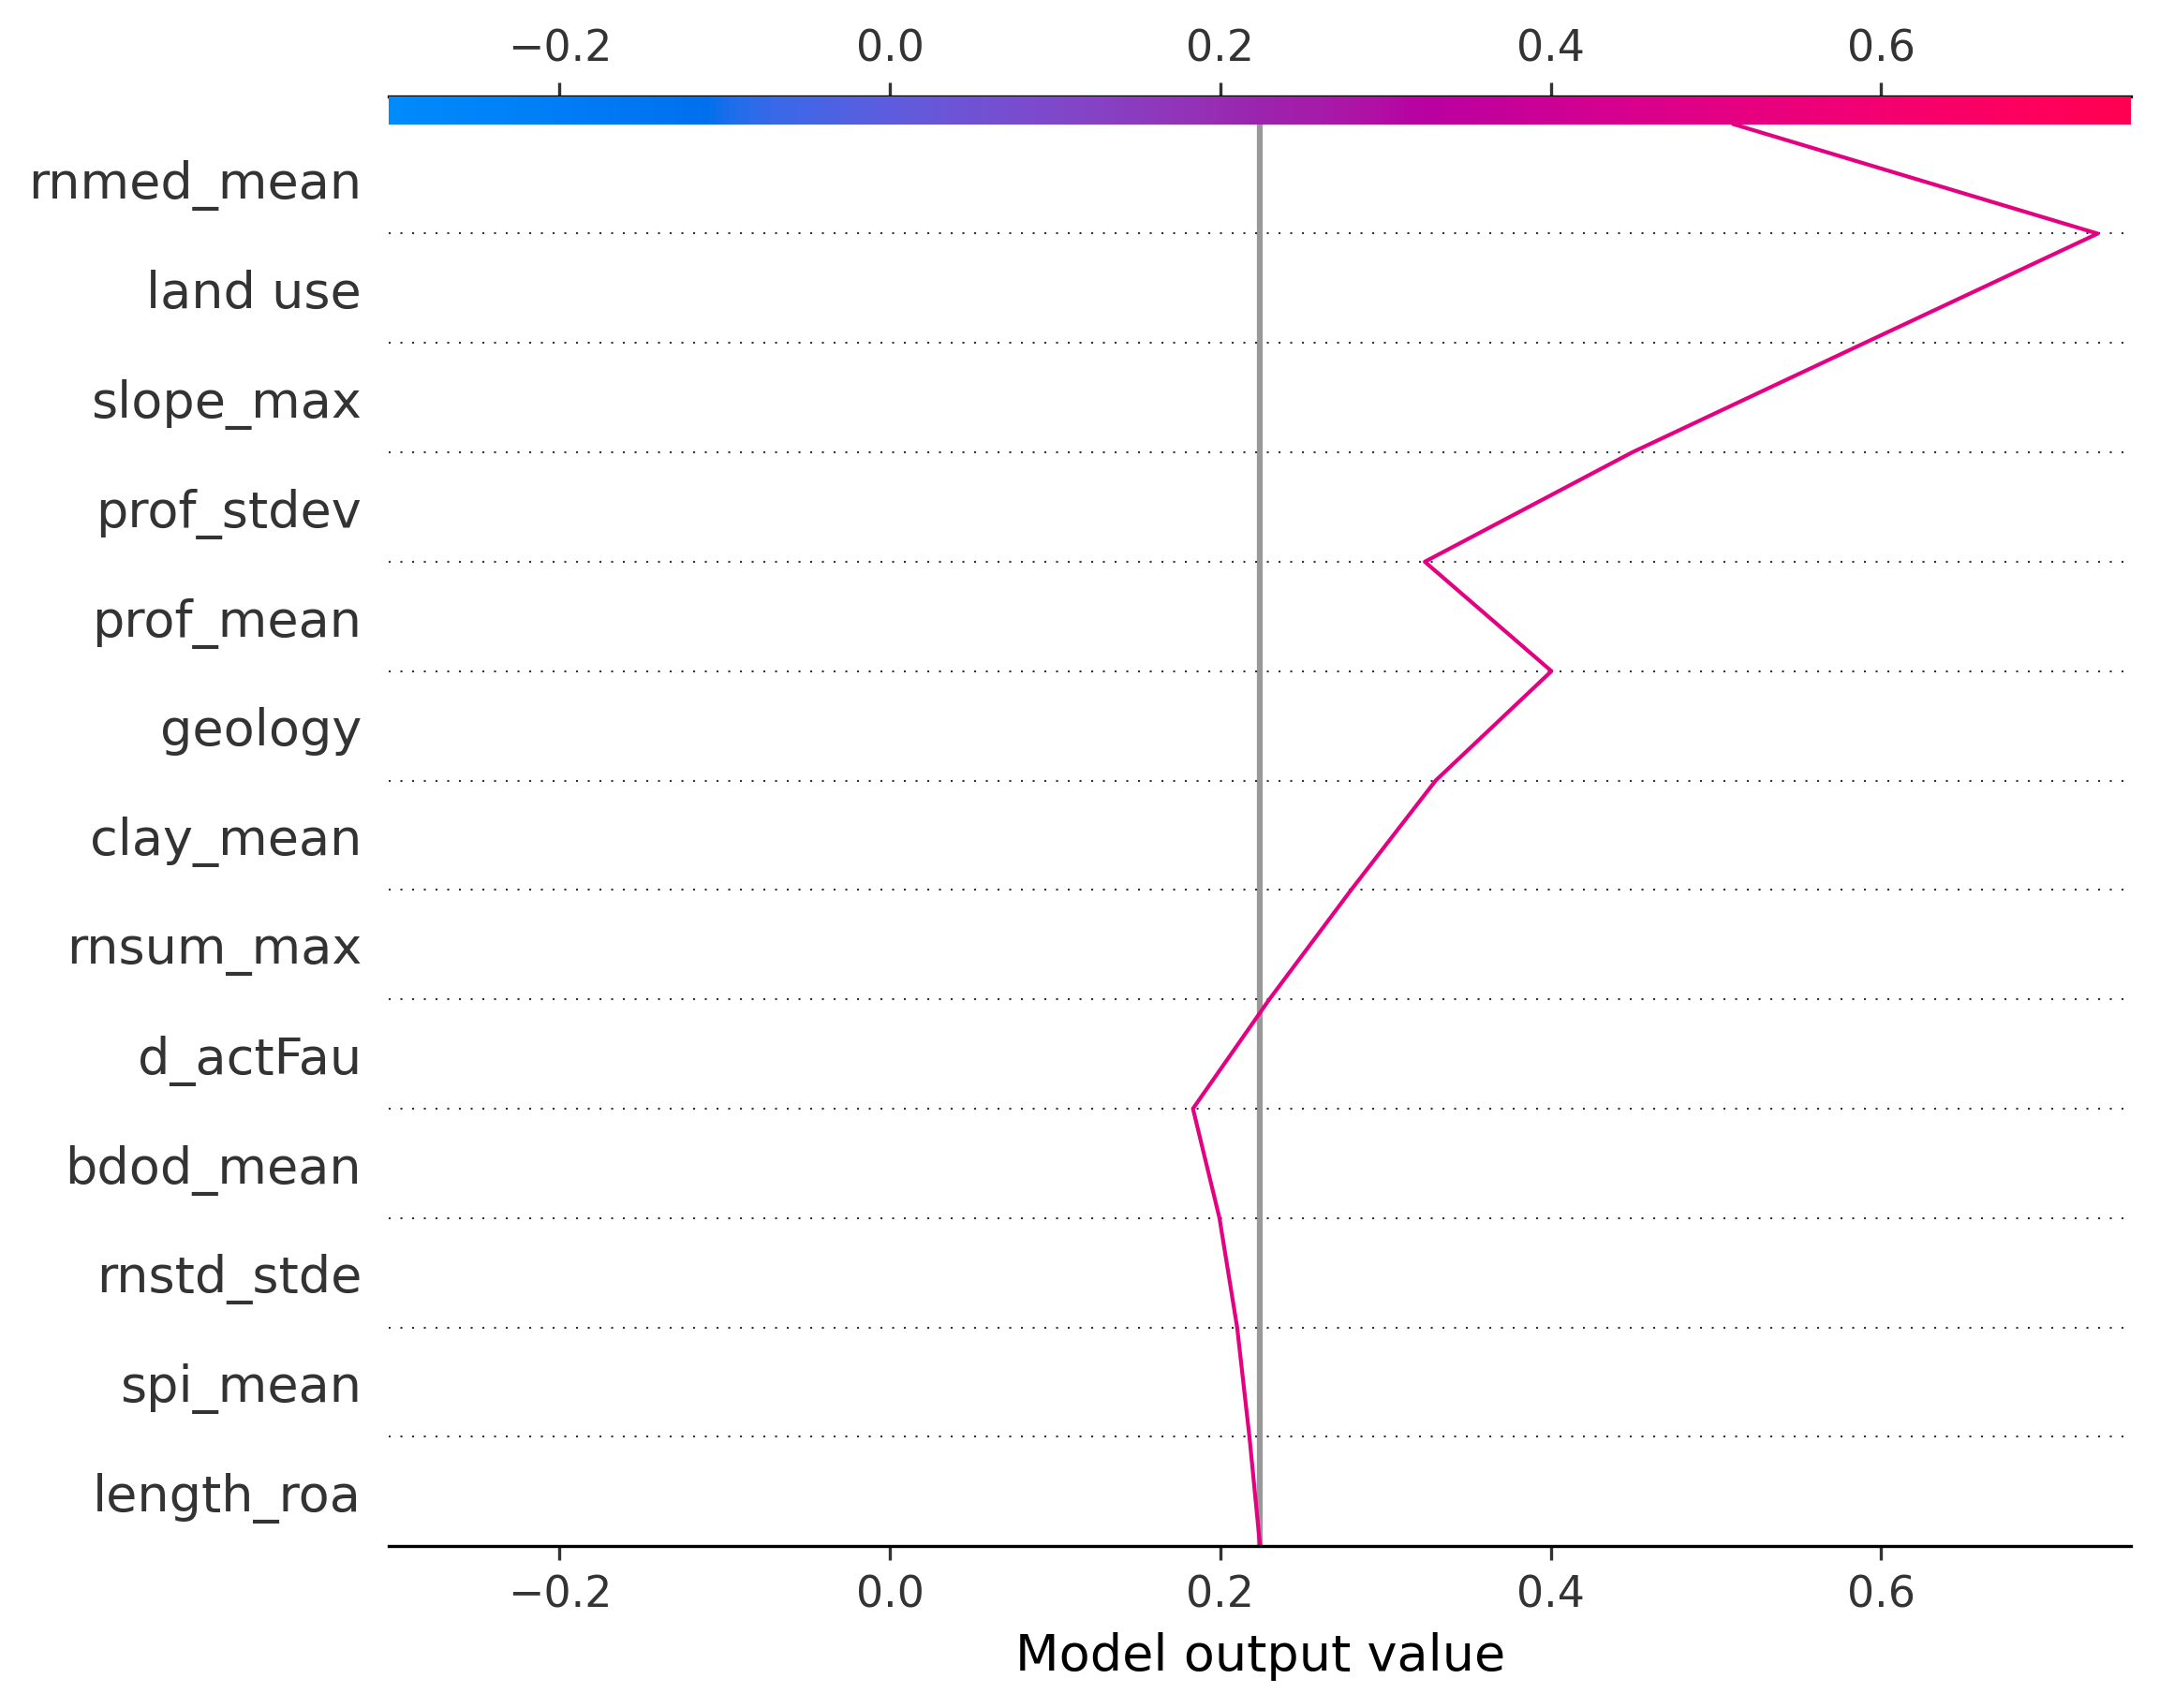 −0.2 0.0 0.2 0.4 0.6
rnmed_mean
land use
slope_max
prof_stdev
prof_mean
geology
clay_mean
rnsum_max
d_actFau
bdod_mean
rnstd_stde
spi_mean
length_roa
−0.2 0.0 0.2 0.4 0.6
Model output value